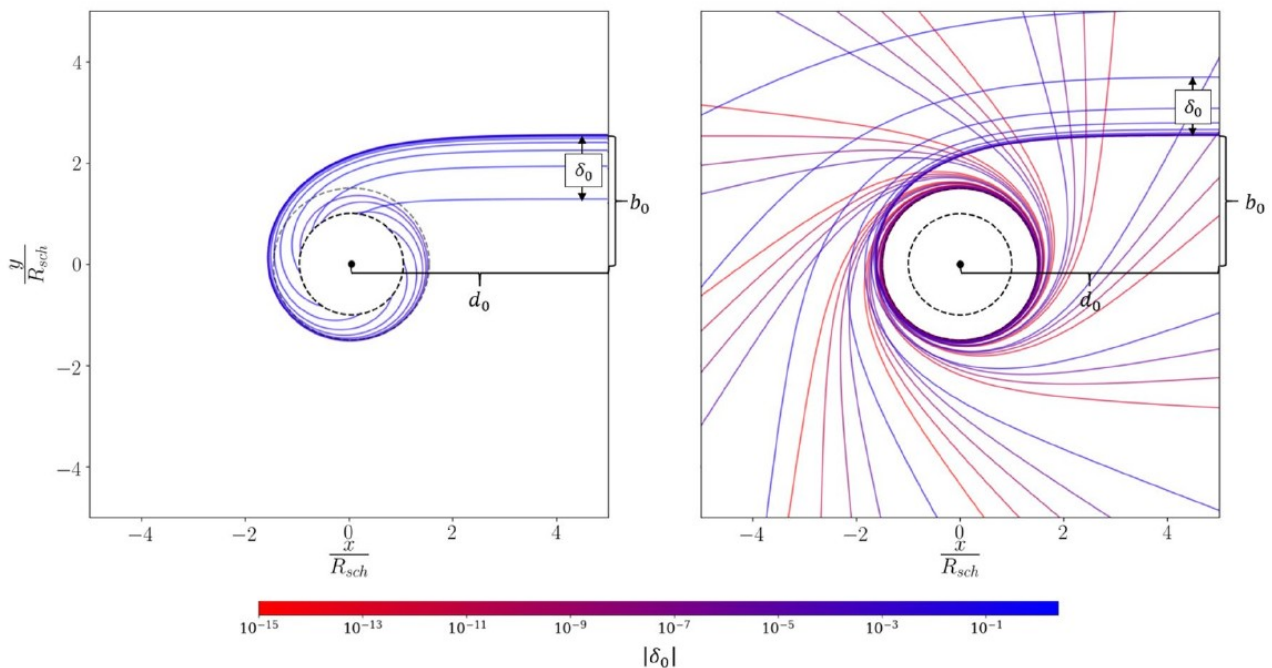 4
2
0
−2
−4
y
R_sch
−4
−2
0
2
4
x
R_sch
δ₀
b₀
d₀
−4
−2
0
2
4
x
R_sch
δ₀
b₀
d₀
10⁻¹⁵
10⁻¹³
10⁻¹¹
10⁻⁹
10⁻⁷
10⁻⁵
10⁻³
10⁻¹
|δ₀|